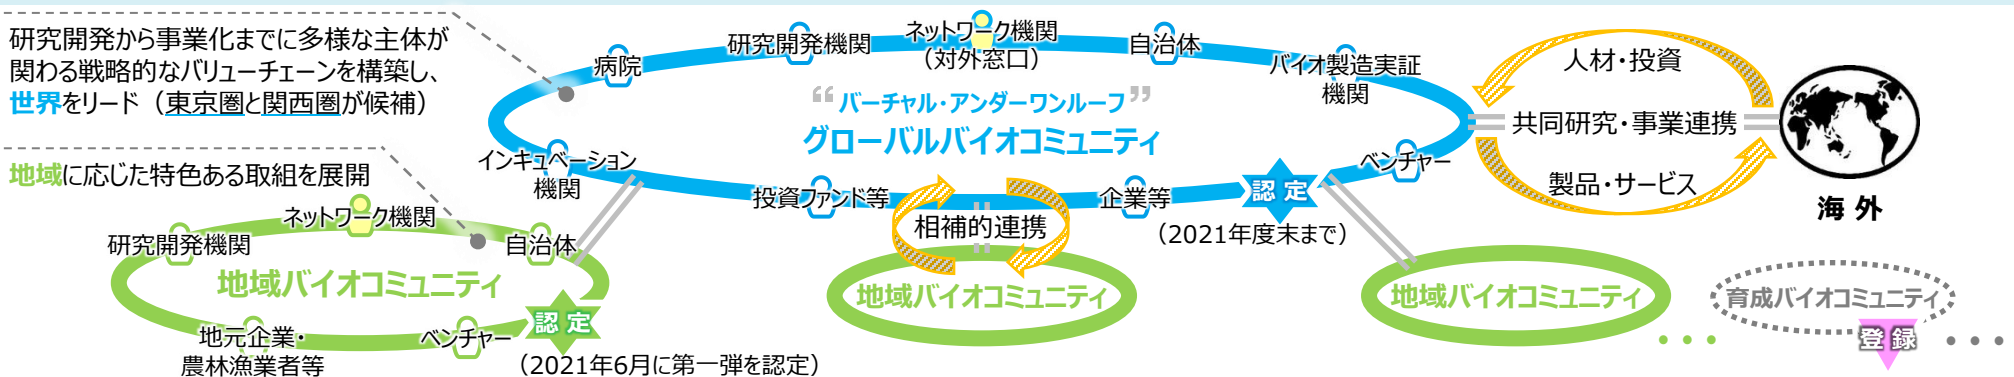 研究開発から事業化までに多様な主体が
関わる戦略的なバリューチェーンを構築し、
世界をリード（東京圏と関西圏が候補）
地域に応じた特色ある取組を展開
病院
研究開発機関
ネットワーク機関
（対外窓口）
自治体
バイオ製造実証
機関
“バーチャル・アンダーワンルーフ”
グローバルバイオコミュニティ
インキュベーション
機関
投資ファンド等
企業等
認定
（2021年度末まで）
ベンチャー
人材・投資
共同研究・事業連携
製品・サービス
海外
相補的連携
ネットワーク機関
研究開発機関
自治体
地域バイオコミュニティ
地元企業・
農林漁業者等
ベンチャー
認定
（2021年6月に第一弾を認定）
地域バイオコミュニティ
地域バイオコミュニティ
育成バイオコミュニティ
登録